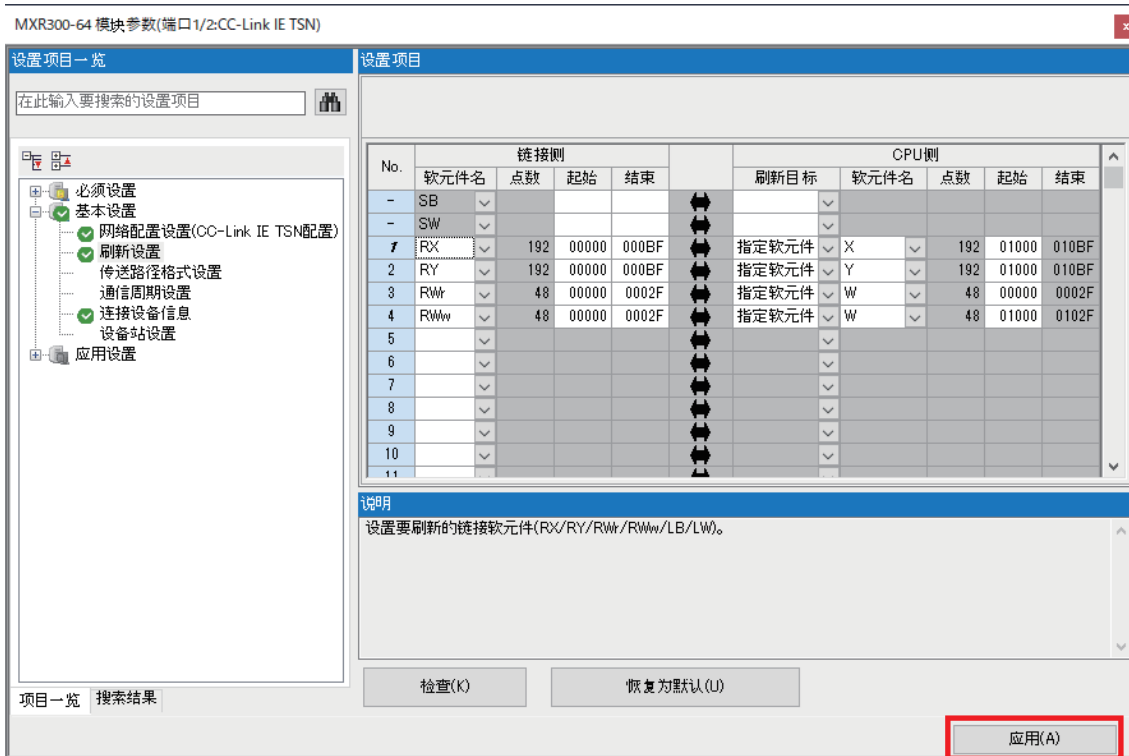 MXR300-64 模块参数(端口1/2:CC-Link IE TSN)
设置项目一览
在此输入要搜索的设置项目
必须设置
基本设置
网络配置设置(CC-Link IE TSN配置)
刷新设置
传送路径格式设置
通信周期设置
连接设备信息
设备站设置
应用设置
项目一览 搜索结果
设置项目
No. 链接侧 CPU侧
软元件名 点数 起始 结束 刷新目标 软元件名 点数 起始 结束
- SB
- SW
1 RX 192 00000 000BF 指定软元件 X 192 01000 010BF
2 RY 192 00000 000BF 指定软元件 Y 192 01000 010BF
3 RWr 48 00000 0002F 指定软元件 W 48 00000 0002F
4 RWw 48 00000 0002F 指定软元件 W 48 01000 0102F
5
6
7
8
9
10
11
说明
设置要刷新的链接软元件(RX/RY/RWr/RWw/LB/LW)。
检查(K) 恢复为默认(U)
应用(A)